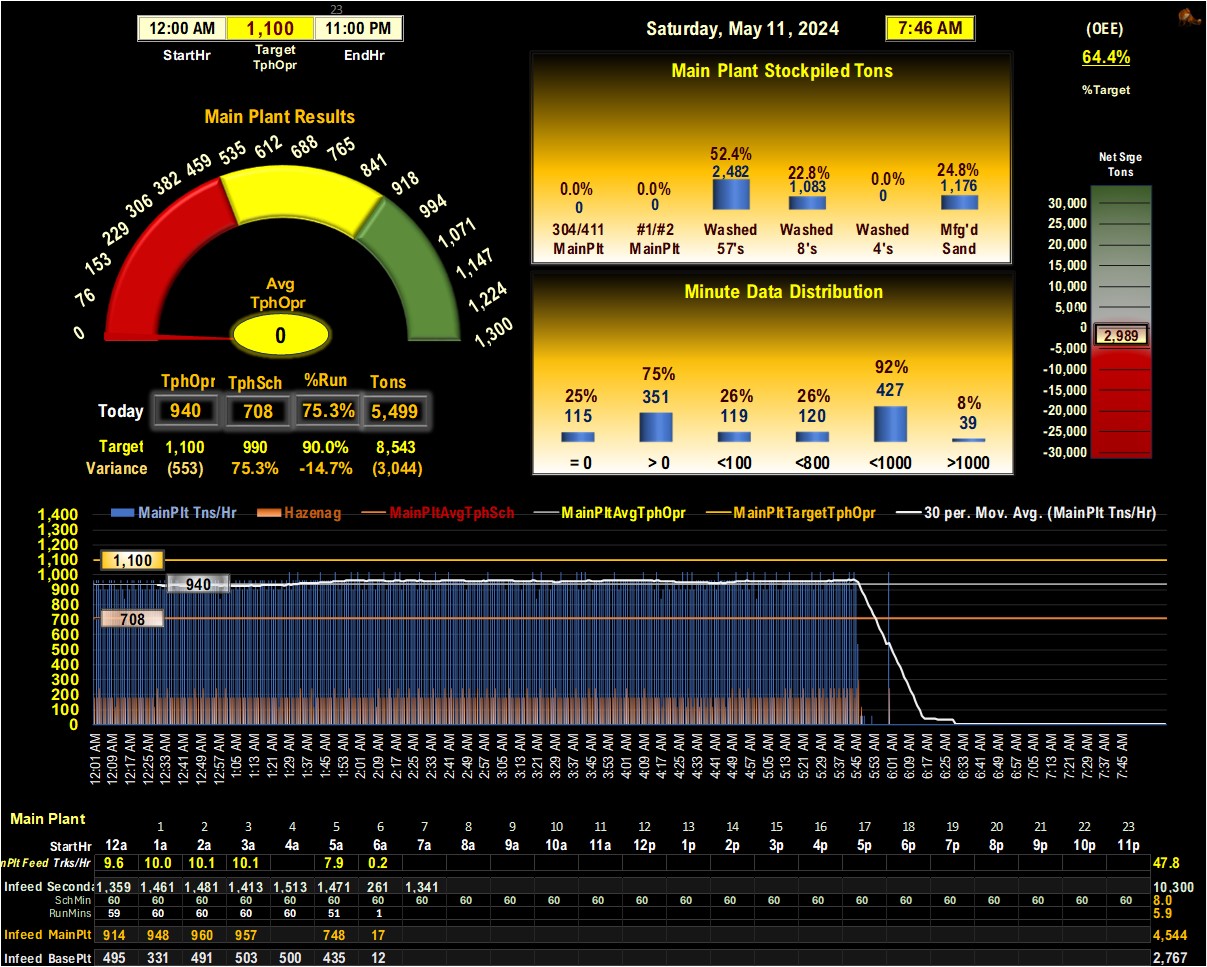 23
12:00 AM 1,100 11:00 PM
StartHr Target TphOpr EndHr
Saturday, May 11, 2024 7:46 AM
(OEE)
64.4%
%Target
Main Plant Results
0 76 153 229 306 382 459 535 612 688 765 841 918 994 1,071 1,147 1,224 1,300
Avg
TphOpr
0
TphOpr TphSch %Run Tons
Today 940 708 75.3% 5,499
Target 1,100 990 90.0% 8,543
Variance (553) 75.3% -14.7% (3,044)
Main Plant Stockpiled Tons
0.0% 0.0% 52.4% 22.8% 0.0% 24.8%
0 0 2,482 1,083 0 1,176
304/411 #1/#2 Washed Washed Washed Mfg'd
MainPlt MainPlt 57's 8's 4's Sand
Minute Data Distribution
25% 75% 26% 26% 92% 8%
115 351 119 120 427 39
= 0 > 0 <100 <800 <1000 >1000
Net Srge
Tons
30,000
25,000
20,000
15,000
10,000
5,000
0
2,989
-5,000
-10,000
-15,000
-20,000
-25,000
-30,000
MainPlt Tns/Hr Hazenag MainPltAvgTphSch MainPltAvgTphOpr MainPltTargetTphOpr 30 per. Mov. Avg. (MainPlt Tns/Hr)
1,400
1,300
1,200
1,100
1,000
900
800
700
600
500
400
300
200
100
0
1,100
940
708
12:01 AM 12:09 AM 12:17 AM 12:25 AM 12:33 AM 12:41 AM 12:49 AM 12:57 AM 1:05 AM 1:13 AM 1:21 AM 1:29 AM 1:37 AM 1:45 AM 1:53 AM 2:01 AM 2:09 AM 2:17 AM 2:25 AM 2:33 AM 2:41 AM 2:49 AM 2:57 AM 3:05 AM 3:13 AM 3:21 AM 3:29 AM 3:37 AM 3:45 AM 3:53 AM 4:01 AM 4:09 AM 4:17 AM 4:25 AM 4:33 AM 4:41 AM 4:49 AM 4:57 AM 5:05 AM 5:13 AM 5:21 AM 5:29 AM 5:37 AM 5:45 AM 5:53 AM 6:01 AM 6:09 AM 6:17 AM 6:25 AM 6:33 AM 6:41 AM 6:49 AM 6:57 AM 7:05 AM 7:13 AM 7:21 AM 7:29 AM 7:37 AM 7:45 AM
Main Plant
1 2 3 4 5 6 7 8 9 10 11 12 13 14 15 16 17 18 19 20 21 22 23
StartHr 12a 1a 2a 3a 4a 5a 6a 7a 8a 9a 10a 11a 12p 1p 2p 3p 4p 5p 6p 7p 8p 9p 10p 11p
nPlt Feed Trks/Hr 9.6 10.0 10.1 10.1 7.9 0.2 47.8
Infeed Seconda 1,359 1,461 1,481 1,413 1,513 1,471 261 1,341 10,300
SchMin 60 60 60 60 60 60 60 60 60 60 60 60 60 60 60 60 60 60 60 60 60 60 60 60 8.0
RunMins 59 60 60 60 60 51 1 5.9
Infeed MainPlt 914 948 960 957 748 17 4,544
Infeed BasePlt 495 331 491 503 500 435 12 2,767